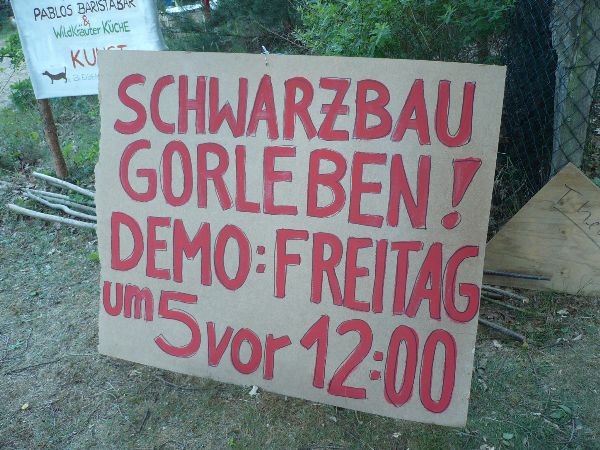 PABLOS BARISTABAR
&
WildKRäuter KÜCHE
KUNST
SCHWARZBAU
GORLEBEN!
DEMO: FREITAG
um 5 vor 12:00